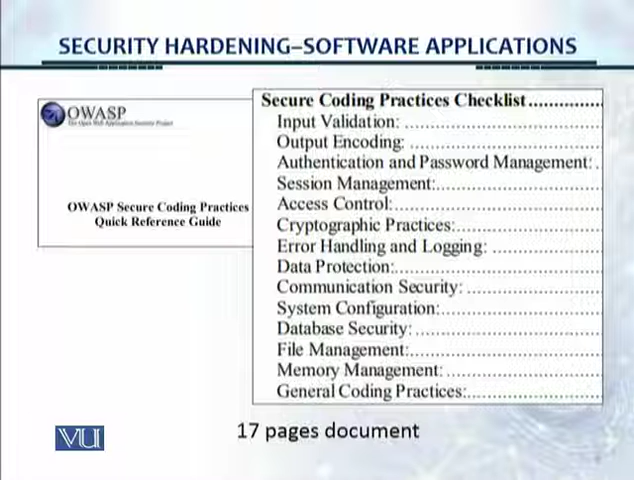 SECURITY HARDENING–SOFTWARE APPLICATIONS
OWASP
The Open Web Application Security Project
OWASP Secure Coding Practices
Quick Reference Guide
Secure Coding Practices Checklist..............
Input Validation: ..............................
Output Encoding: ..............................
Authentication and Password Management: .
Session Management:.........................
Access Control:................................
Cryptographic Practices:......................
Error Handling and Logging: .................
Data Protection:................................
Communication Security: .....................
System Configuration:........................
Database Security:............................
File Management:..............................
Memory Management: .......................
General Coding Practices:....................
VU
17 pages document